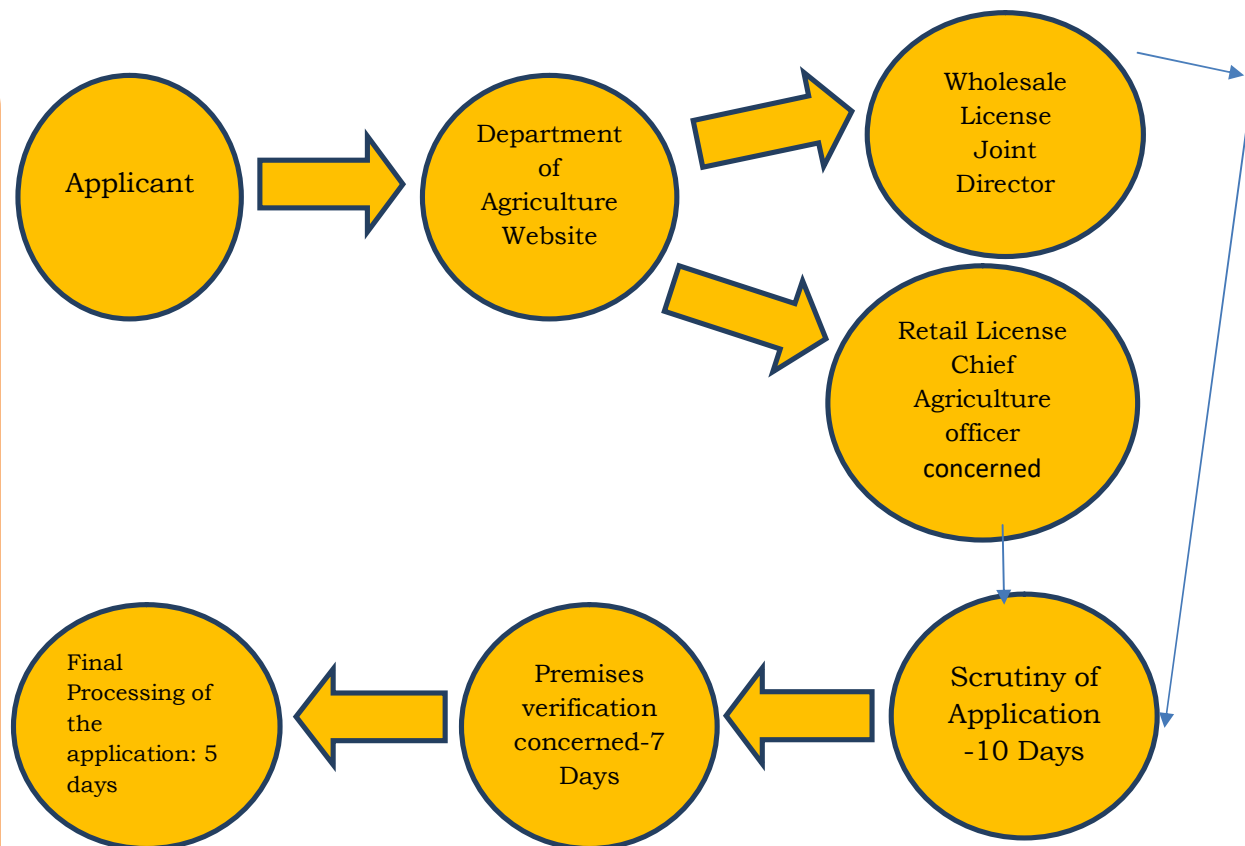 Applicant
Department
of
Agriculture
Website
Wholesale
License
Joint
Director
Retail License
Chief
Agriculture
officer
concerned
Scrutiny of
Application
-10 Days
Premises
verification
concerned-7
Days
Final
Processing of
the
application: 5
days